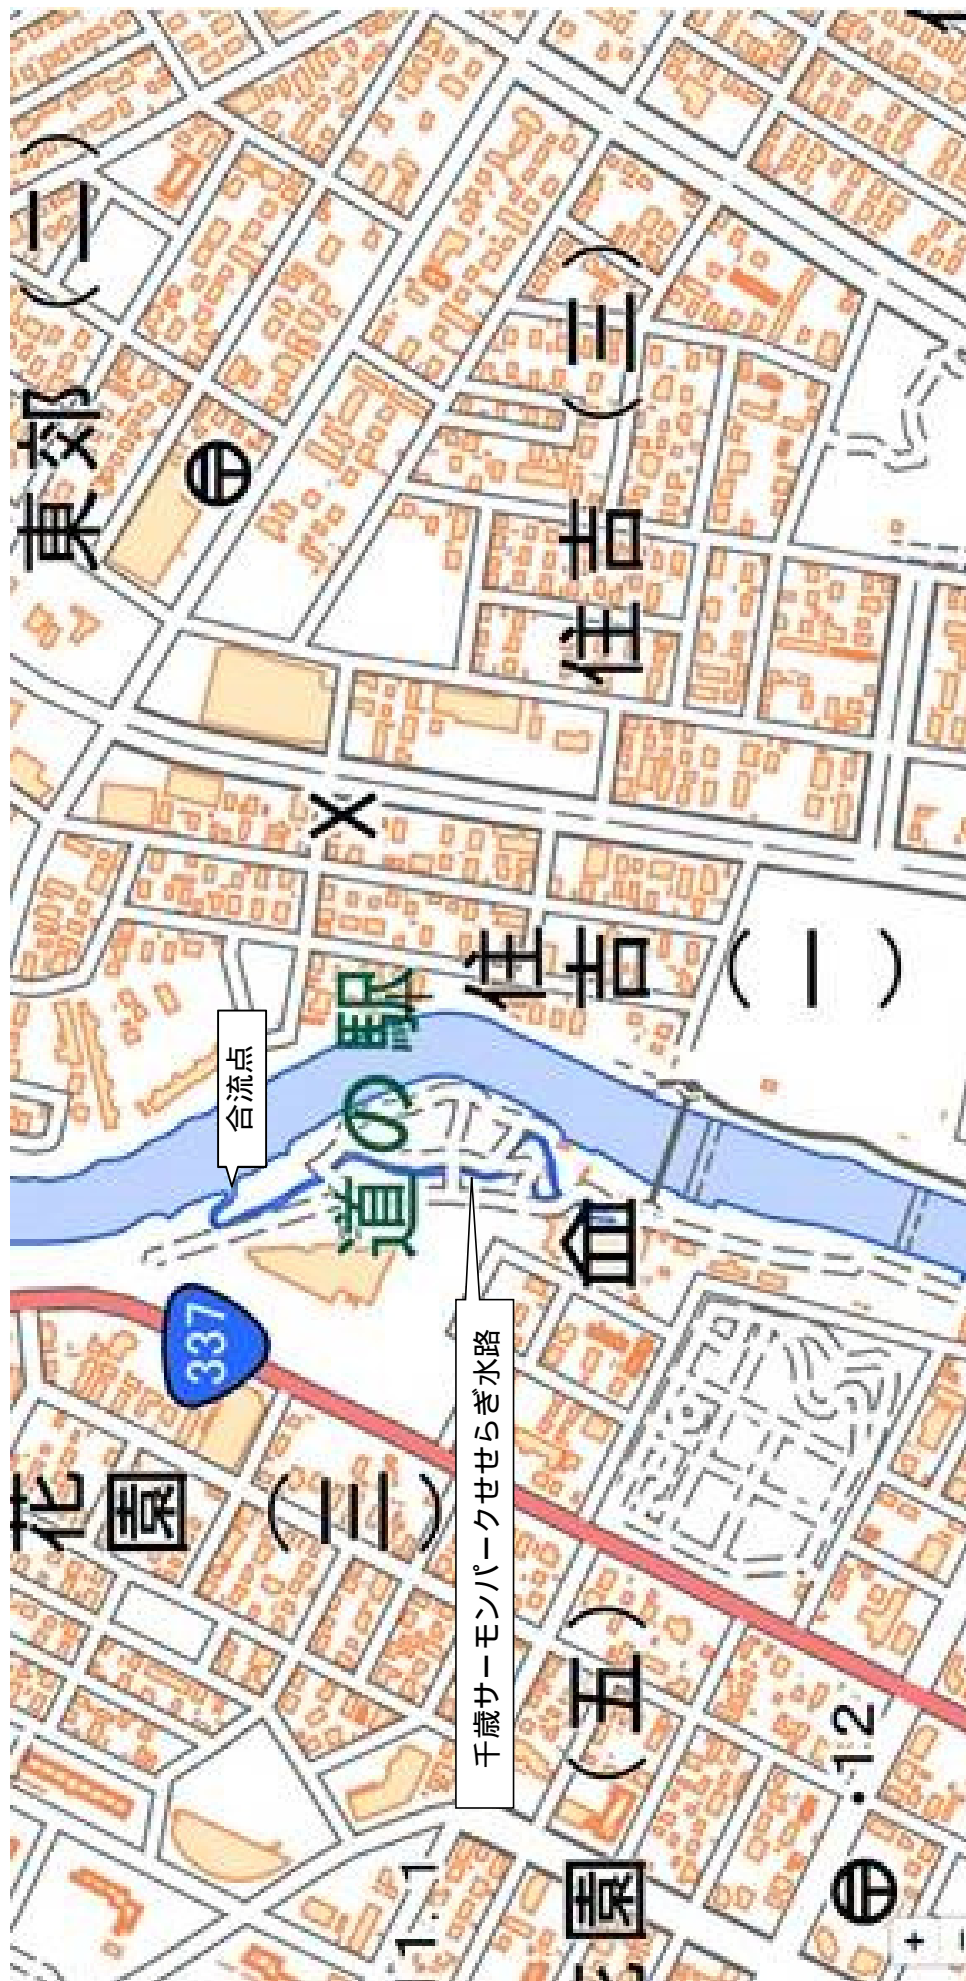 東郊(二)
住吉(三)
住吉(一)
道の駅
合流点
千歳サーモンパークせせらぎ水路
337
花園(三)
園(五)
・12
+